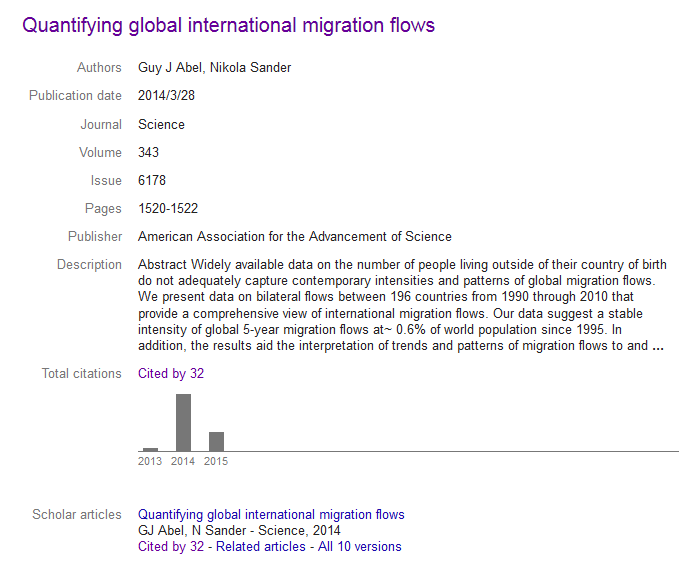 Quantifying global international migration flows
Authors Guy J Abel, Nikola Sander
Publication date 2014/3/28
Journal Science
Volume 343
Issue 6178
Pages 1520-1522
Publisher American Association for the Advancement of Science
Description Abstract Widely available data on the number of people living outside of their country of birth
do not adequately capture contemporary intensities and patterns of global migration flows.
We present data on bilateral flows between 196 countries from 1990 through 2010 that
provide a comprehensive view of international migration flows. Our data suggest a stable
intensity of global 5-year migration flows at~ 0.6% of world population since 1995. In
addition, the results aid the interpretation of trends and patterns of migration flows to and ...
Total citations Cited by 32
2013 2014 2015
Scholar articles Quantifying global international migration flows
GJ Abel, N Sander - Science, 2014
Cited by 32 - Related articles - All 10 versions